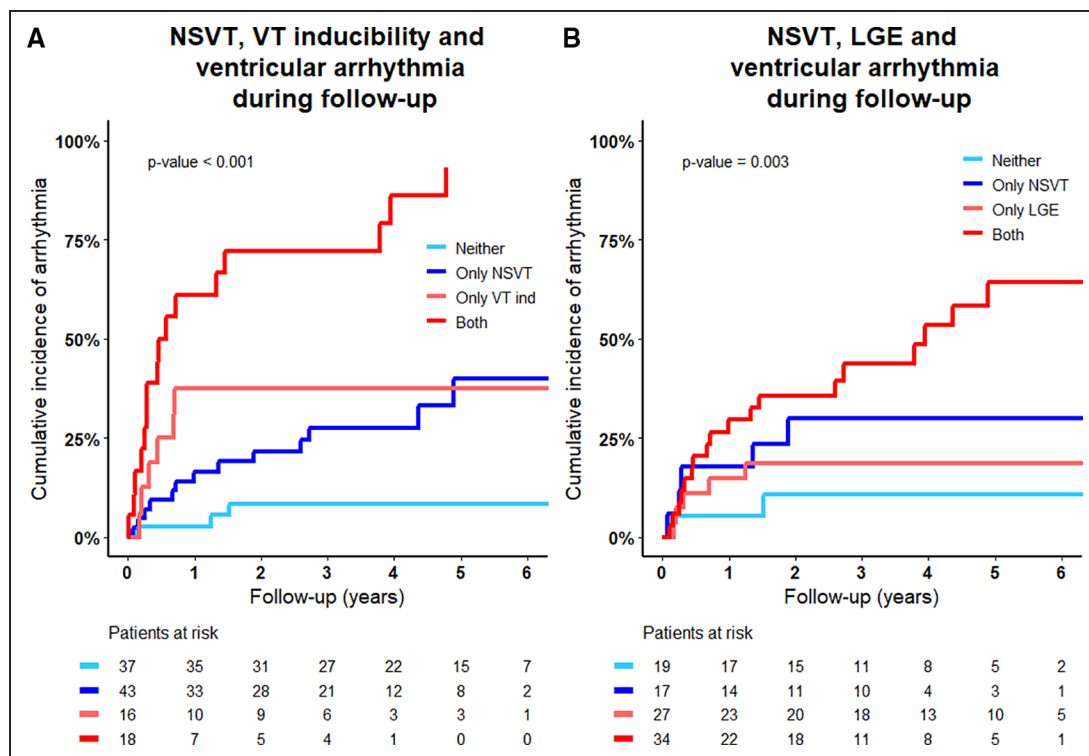 A
NSVT, VT inducibility and
ventricular arrhythmia
during follow-up
100%
75%
50%
25%
0%
Cumulative incidence of arrhythmia
p-value < 0.001
Neither
Only NSVT
Only VT ind
Both
0 1 2 3 4 5 6
Follow-up (years)
Patients at risk
37 35 31 27 22 15 7
43 33 28 21 12 8 2
16 10 9 6 3 3 1
18 7 5 4 1 0 0
B
NSVT, LGE and
ventricular arrhythmia
during follow-up
100%
75%
50%
25%
0%
Cumulative incidence of arrhythmia
p-value = 0.003
Neither
Only NSVT
Only LGE
Both
0 1 2 3 4 5 6
Follow-up (years)
Patients at risk
19 17 15 11 8 5 2
17 14 11 10 4 3 1
27 23 20 18 13 10 5
34 22 18 11 8 5 1